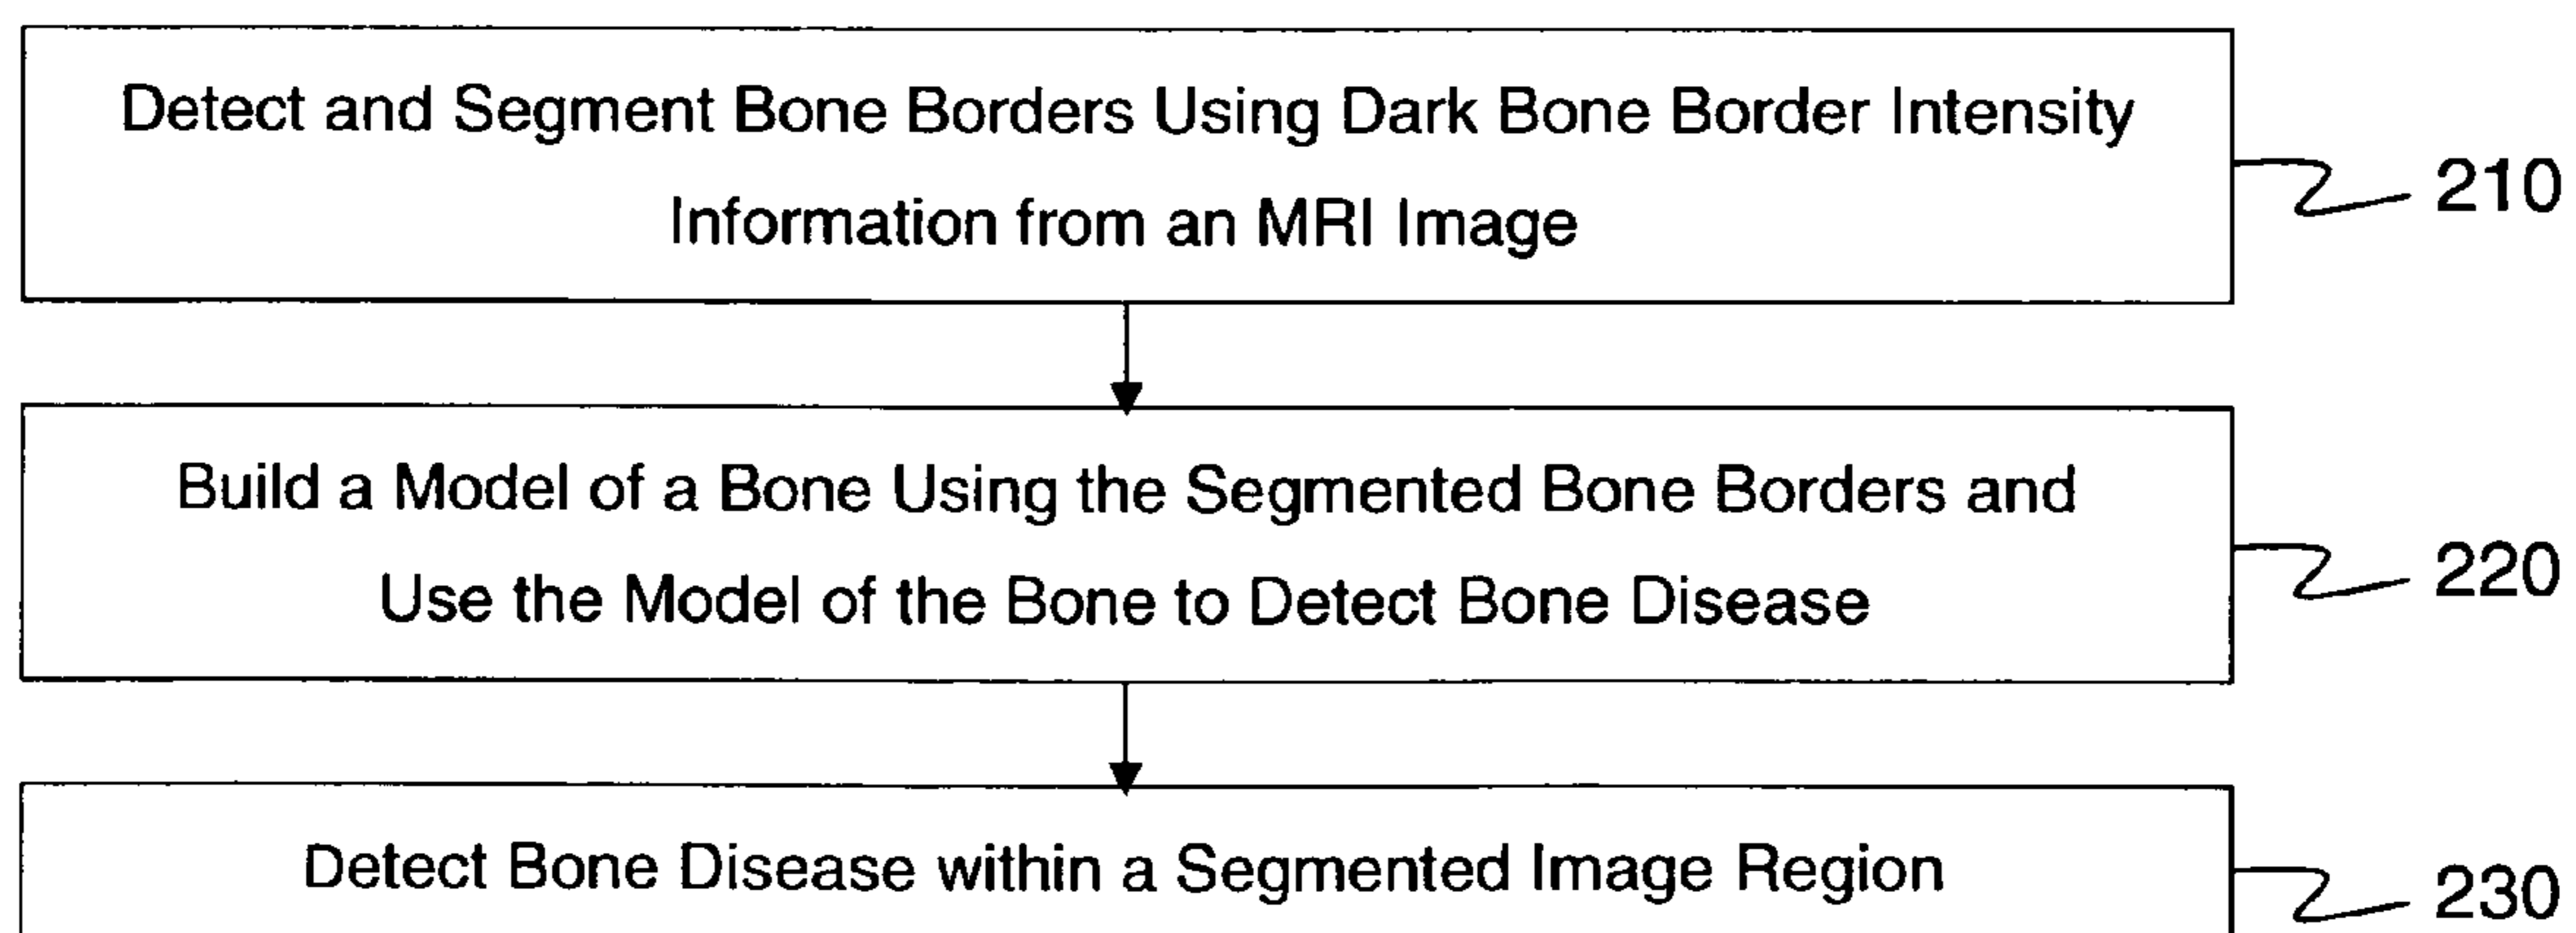 Detect and Segment Bone Borders Using Dark Bone Border Intensity
Information from an MRI Image
210
Build a Model of a Bone Using the Segmented Bone Borders and
Use the Model of the Bone to Detect Bone Disease
220
Detect Bone Disease within a Segmented Image Region
230